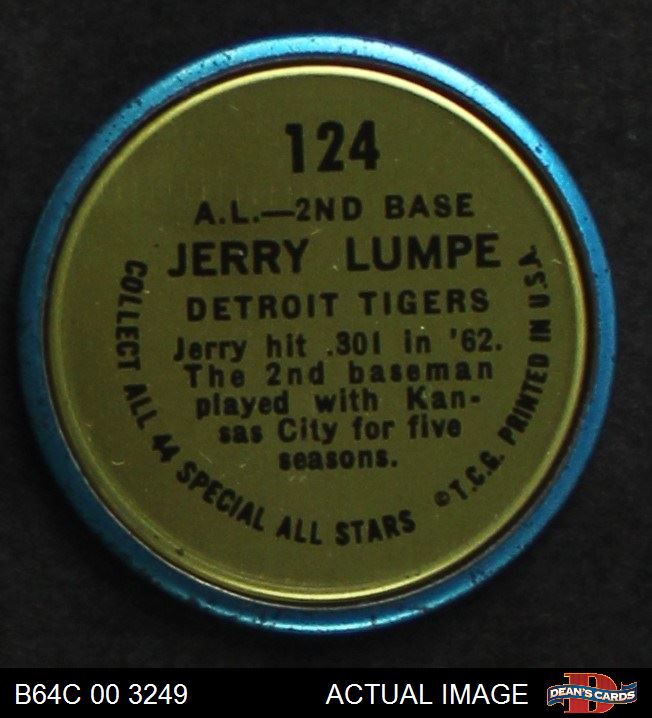 124
A.L.—2ND BASE
JERRY LUMPE
DETROIT TIGERS
Jerry hit .301 in '62.
The 2nd baseman
played with Kan-
sas City for five
seasons.
COLLECT ALL 44 SPECIAL ALL STARS
©T.C.G. PRINTED IN U.S.A.
B64C 00 3249
ACTUAL IMAGE
DEAN'S CARDS